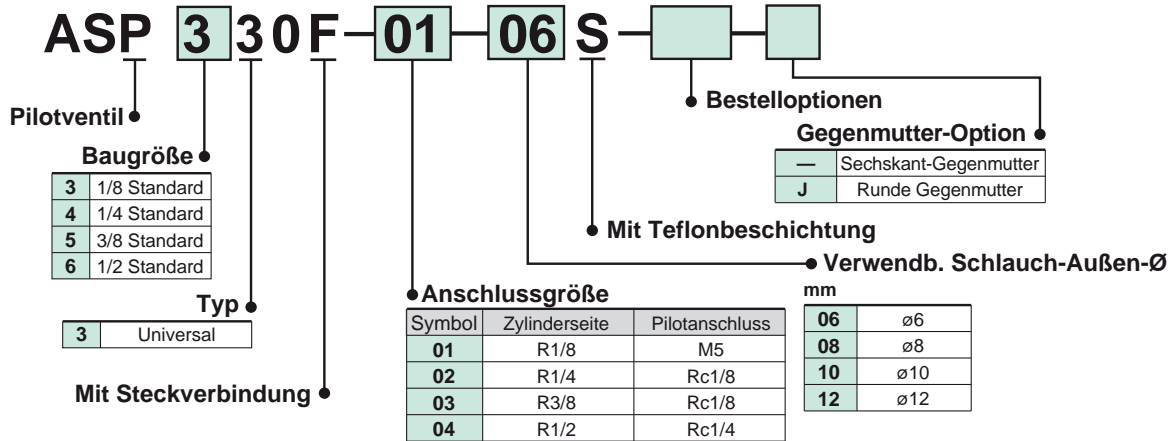 ASP 3 3 0 F — 01 — 06 S — —
Pilotventil
Bestelloptionen
Gegenmutter-Option
— Sechskant-Gegenmutter
J Runde Gegenmutter
Baugröße
3 1/8 Standard
4 1/4 Standard
5 3/8 Standard
6 1/2 Standard
Mit Teflonbeschichtung
Verwendb. Schlauch-Außen-Ø
mm
06 ø6
08 ø8
10 ø10
12 ø12
Typ
3 Universal
Anschlussgröße
Symbol Zylinderseite Pilotanschluss
01 R1/8 M5
02 R1/4 Rc1/8
03 R3/8 Rc1/8
04 R1/2 Rc1/4
Mit Steckverbindung